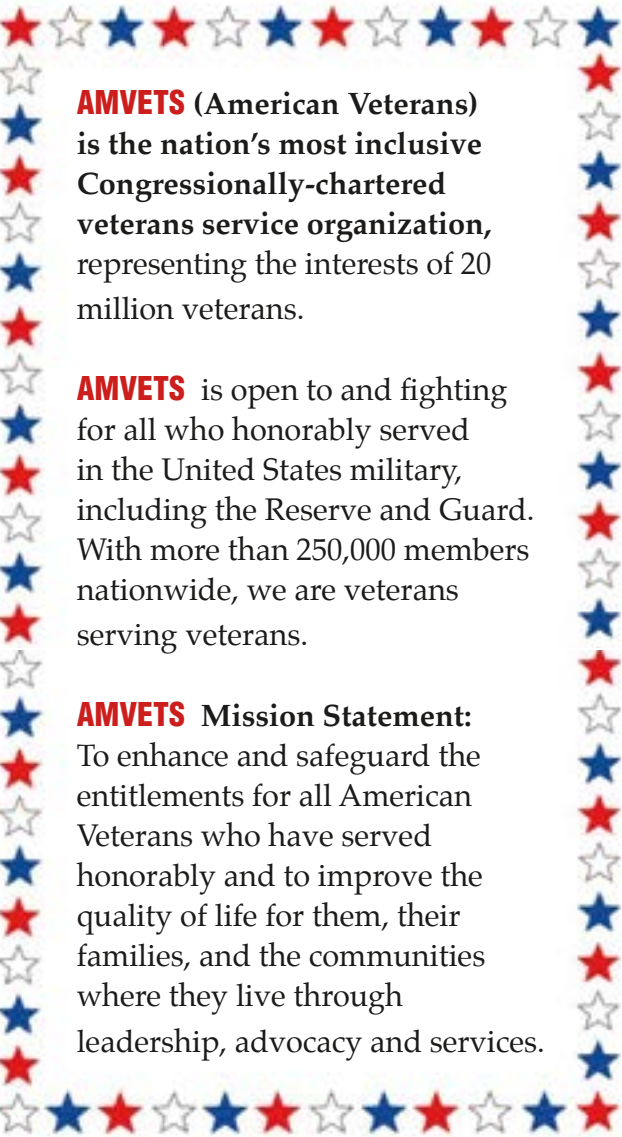 AMVETS (American Veterans)
is the nation’s most inclusive
Congressionally-chartered
veterans service organization,
representing the interests of 20
million veterans.
AMVETS is open to and fighting
for all who honorably served
in the United States military,
including the Reserve and Guard.
With more than 250,000 members
nationwide, we are veterans
serving veterans.
AMVETS Mission Statement:
To enhance and safeguard the
entitlements for all American
Veterans who have served
honorably and to improve the
quality of life for them, their
families, and the communities
where they live through
leadership, advocacy and services.